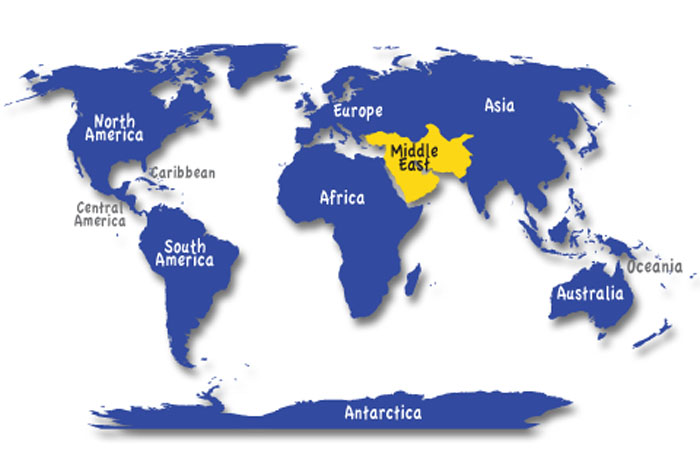 North
America
Europe
Asia
Middle
East
Caribbean
Africa
Central
America
South
America
Oceania
Australia
Antarctica